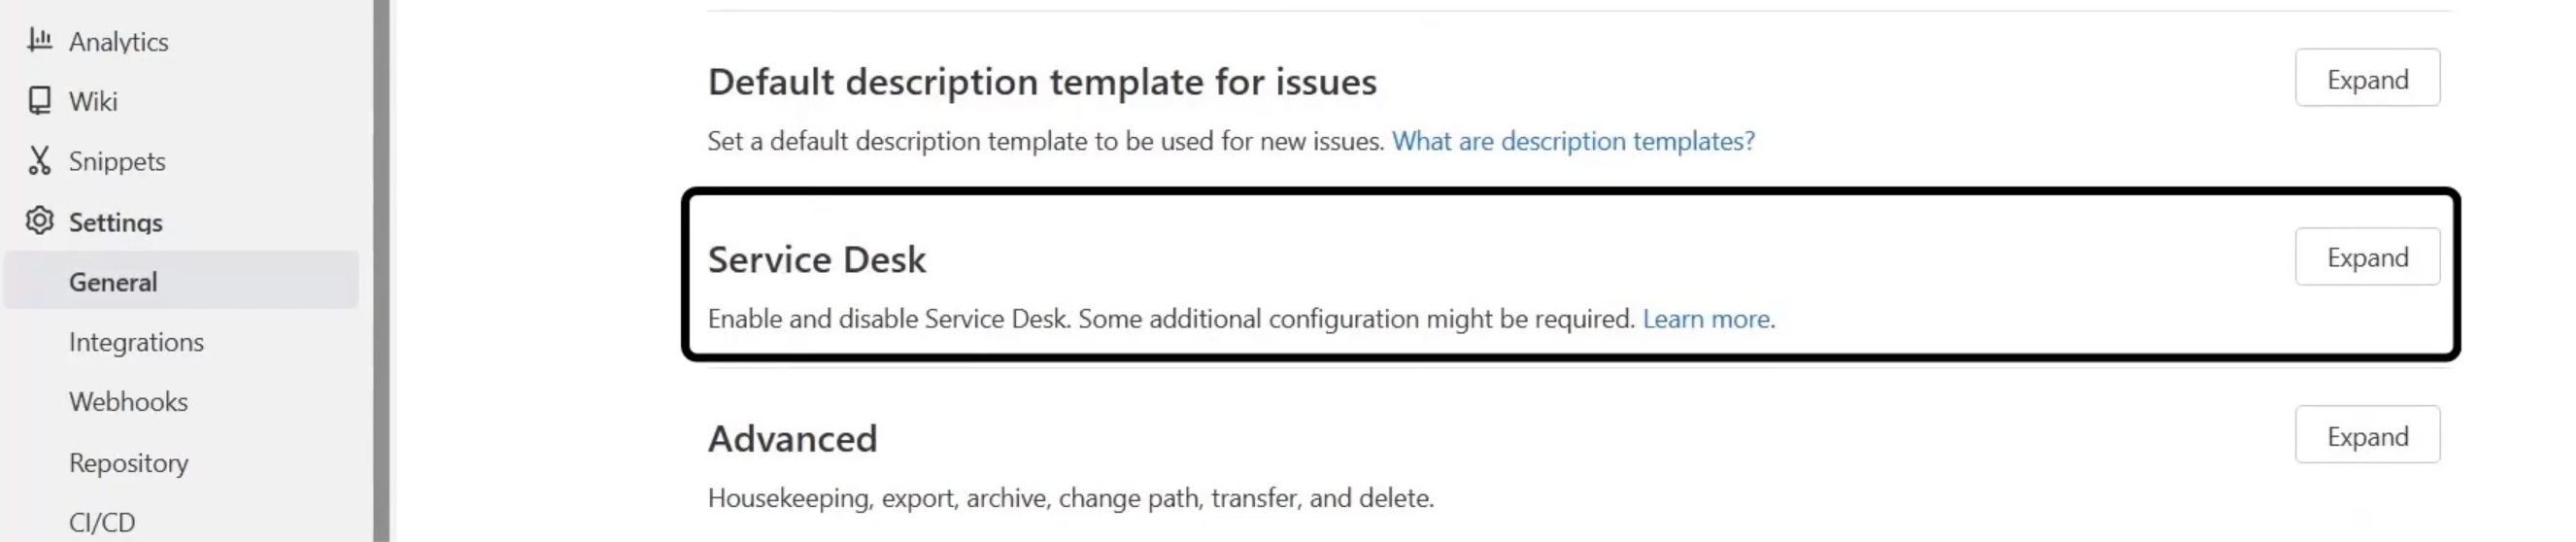 Analytics
Wiki
Snippets
Settings
General
Integrations
Webhooks
Repository
CI/CD
Default description template for issues
Expand
Set a default description template to be used for new issues. What are description templates?
Service Desk
Expand
Enable and disable Service Desk. Some additional configuration might be required. Learn more.
Advanced
Expand
Housekeeping, export, archive, change path, transfer, and delete.